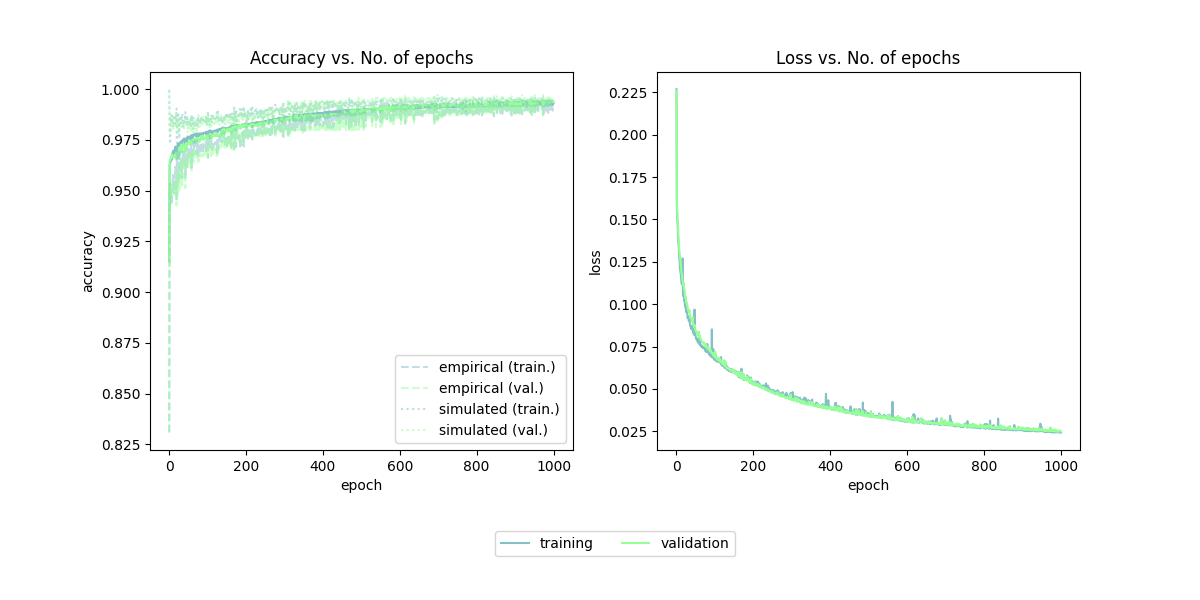 Accuracy vs. No. of epochs
1.000
0.975
0.950
0.925
0.900
0.875
0.850
0.825
accuracy
0 200 400 600 800 1000
epoch
empirical (train.)
empirical (val.)
simulated (train.)
simulated (val.)
Loss vs. No. of epochs
0.225
0.200
0.175
0.150
0.125
0.100
0.075
0.050
0.025
loss
0 200 400 600 800 1000
epoch
training validation